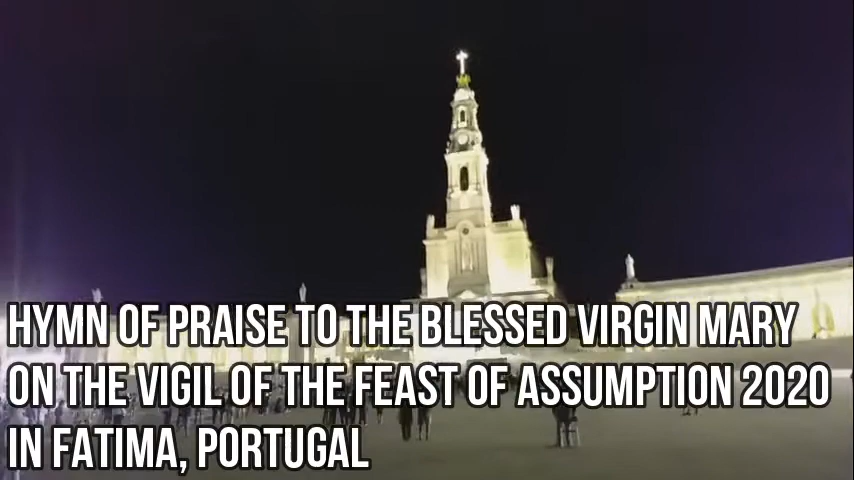 HYMN OF PRAISE TO THE BLESSED VIRGIN MARY
ON THE VIGIL OF THE FEAST OF ASSUMPTION 2020
IN FATIMA, PORTUGAL